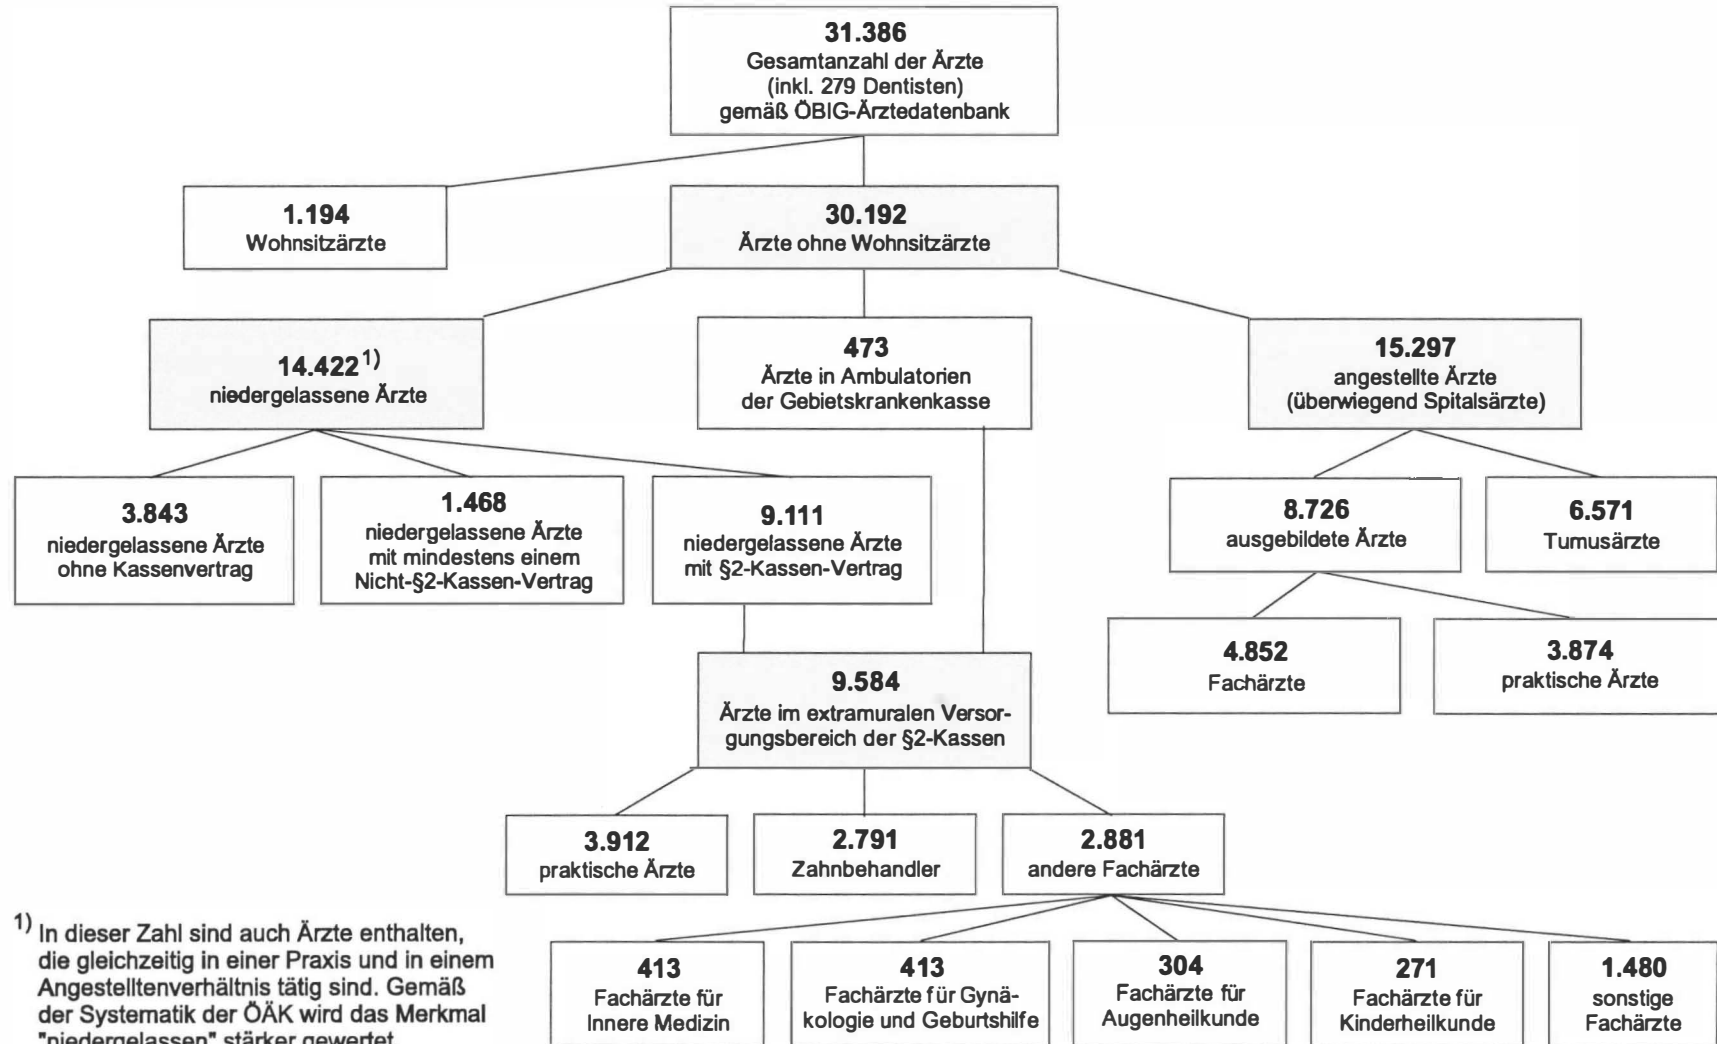 31.386
Gesamtanzahl der Ärzte
(inkl. 279 Dentisten)
gemäß ÖBIG-Ärztedatenbank
1.194
Wohnsitzärzte
30.192
Ärzte ohne Wohnsitzärzte
14.422 1)
niedergelassene Ärzte
473
Ärzte in Ambulatorien
der Gebietskrankenkasse
15.297
angestellte Ärzte
(überwiegend Spitalsärzte)
3.843
niedergelassene Ärzte
ohne Kassenvertrag
1.468
niedergelassene Ärzte
mit mindestens einem
Nicht-§2-Kassen-Vertrag
9.111
niedergelassene Ärzte
mit §2-Kassen-Vertrag
8.726
ausgebildete Ärzte
6.571
Tumusärzte
4.852
Fachärzte
3.874
praktische Ärzte
9.584
Ärzte im extramuralen Versor-
gungsbereich der §2-Kassen
3.912
praktische Ärzte
2.791
Zahnbehandler
2.881
andere Fachärzte
413
Fachärzte für
Innere Medizin
413
Fachärzte für Gynä-
kologie und Geburtshilfe
304
Fachärzte für
Augenheilkunde
271
Fachärzte für
Kinderheilkunde
1.480
sonstige
Fachärzte
1) In dieser Zahl sind auch Ärzte enthalten,
die gleichzeitig in einer Praxis und in einem
Angestelltenverhältnis tätig sind. Gemäß
der Systematik der ÖÄK wird das Merkmal
"niedergelassen" stärker gewertet